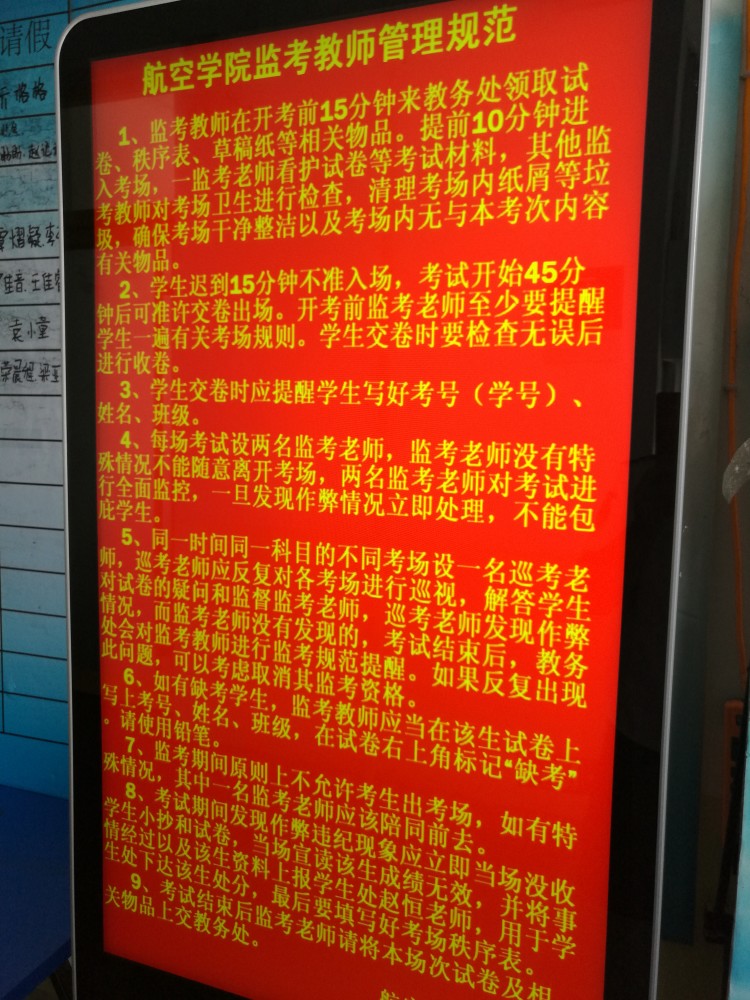 请假
航空学院监考教师管理规范
1、监考教师在开考前15分钟来教务处领取试
卷、秩序表、草稿纸等相关物品。提前10分钟进
入考场，一监考老师看护试卷等考试材料，其他监
考教师对考场卫生进行检查，清理考场内纸屑等垃
圾，确保考场干净整洁以及考场内无与本考次内容
有关物品。
2、学生迟到15分钟不准入场，考试开始45分
钟后可准许交卷出场。开考前监考老师至少要提醒
学生一遍有关考场规则。学生交卷时要检查无误后
进行收卷。
3、学生交卷时应提醒学生写好考号（学号）、
姓名、班级。
4、每场考试设两名监考老师，监考老师没有特
殊情况不能随意离开考场，两名监考老师对考试进
行全面监控，一旦发现作弊情况立即处理，不能包
庇学生。
5、同一时间同一科目的不同考场设一名巡考老
师，巡考老师应反复对各考场进行巡视，解答学生
对试卷的疑问和监督监考老师，巡考老师发现作弊
情况，而监考老师没有发现的，考试结束后，教务
处会对监考教师进行监考规范提醒。如果反复出现
此问题，可以考虑取消其监考资格。
6、如有缺考学生，监考教师应当在该生试卷上
写上考号、姓名、班级，在试卷右上角标记“缺考”
。请使用铅笔。
7、监考期间原则上不允许考生出考场，如有特
殊情况，其中一名监考老师应该陪同前去。
8、考试期间发现作弊违纪现象应立即当场没收
学生小抄和试卷，当场宣读该生成绩无效，并将事
情经过以及该生资料上报学生处赵恒老师，用于学
生处下达该生处分，最后要填写好考场秩序表。
9、考试结束后监考老师请将本场次试卷及相
关物品上交教务处。
袁小童